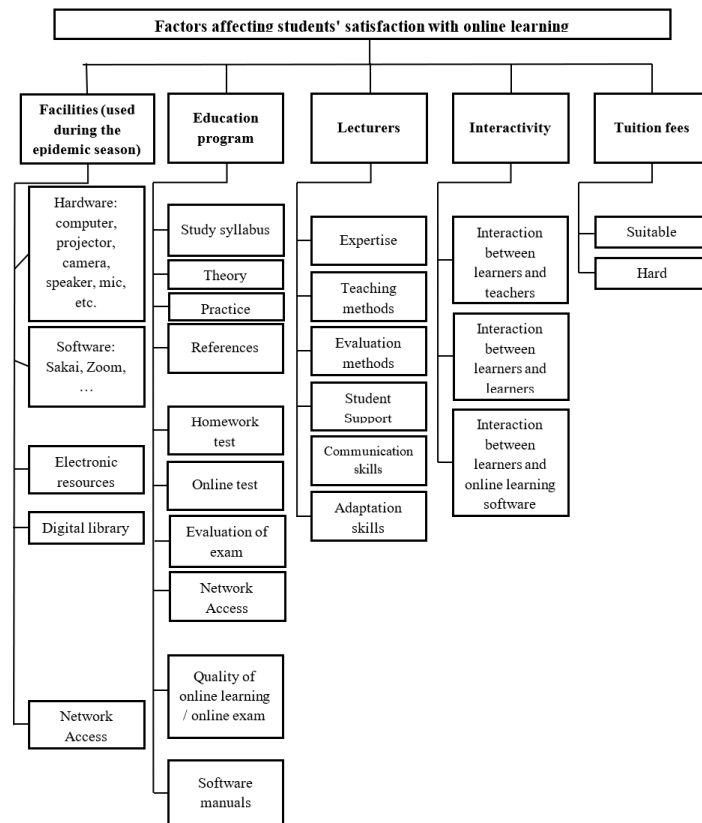 Factors affecting students' satisfaction with online learning
Facilities (used
during the
epidemic season)
Education
program
Lecturers
Interactivity
Tuition fees
Hardware:
computer,
projector,
camera,
speaker, mic,
etc.
Software:
Sakai, Zoom,
…
Electronic
resources
Digital library
Network
Access
Study syllabus
Theory
Practice
References
Homework
test
Online test
Evaluation of
exam
Network
Access
Quality of
online learning
/ online exam
Software
manuals
Expertise
Teaching
methods
Evaluation
methods
Student
Support
Communication
skills
Adaptation
skills
Interaction
between
learners and
teachers
Interaction
between
learners and
learners
Interaction
between
learners and
online learning
software
Suitable
Hard